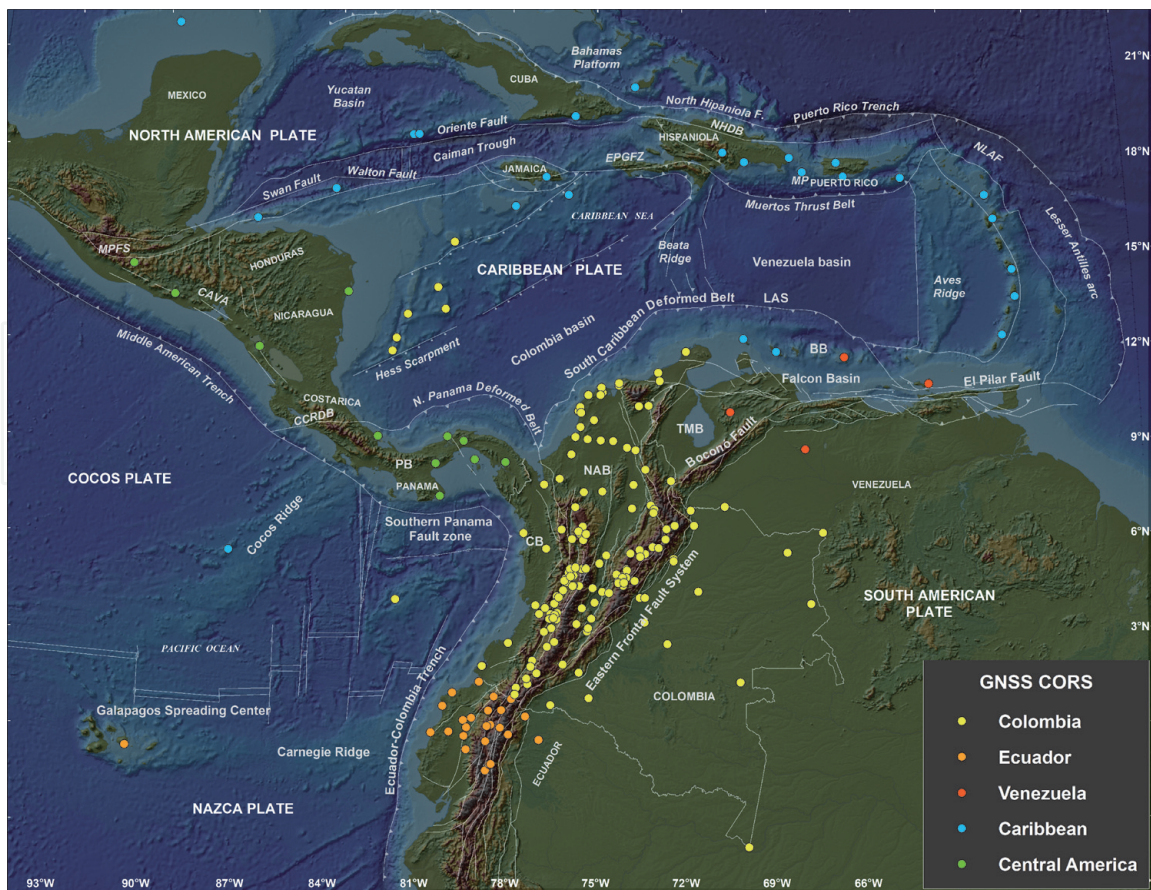 21°N
Bahamas
Platform
CUBA
MEXICO
Yucatan
Basin
North Hipaniola F.
Puerto Rico Trench
NORTH AMERICAN PLATE
Oriente Fault
NHDB
HISPANIOLA
Caiman Trough
18°N
NLAF
EPGFZ
Walton Fault
JAMAICA
Swan Fault
MP
PUERTO RICO
Muertos Thrust Belt
CARIBBEAN SEA
Lesser Antilles arc
MPFS
HONDURAS
15°N
Beata
Ridge
CARIBBEAN PLATE
Venezuela basin
CAVA
Aves
Ridge
NICARAGUA
LAS
South Caribbean Deformed Belt
Colombia basin
Middle American Trench
Hess Scarpment
BB
12°N
Falcon Basin
El Pilar Fault
COSTARICA
N. Panama Deformed
Belt
CCRDB
TMB
Boconó Fault
9°N
PB
NAB
COCOS PLATE
PANAMA
VENEZUELA
Cocos Ridge
Southern Panama
Fault zone
CB
6°N
Eastern Frontal Fault System
SOUTH AMERICAN
PLATE
3°N
PACIFIC OCEAN
Ecuador-Colombia Trench
COLOMBIA
GNSS CORS
Galapagos Spreading Center
Colombia
Carnegie Ridge
ECUADOR
Ecuador
NAZCA PLATE
Venezuela
Caribbean
Central America
93°W
90°W
87°W
84°W
81°W
78°W
75°W
72°W
69°W
66°W